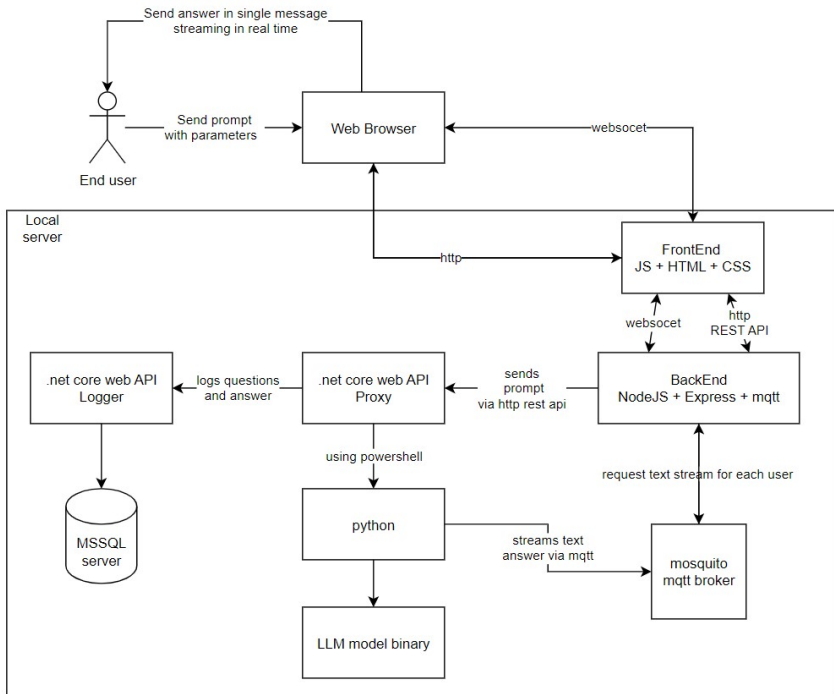 Send answer in single message
streaming in real time
Send prompt
with parameters
Web Browser
websocet
End user
Local
server
FrontEnd
JS + HTML + CSS
http
websocet
http
REST API
.net core web API
Logger
logs questions
and answer
.net core web API
Proxy
sends
prompt
via http rest api
BackEnd
NodeJS + Express + mqtt
using powershell
request text stream for each user
MSSQL
server
python
streams text
answer via mqtt
mosquito
mqtt broker
LLM model binary